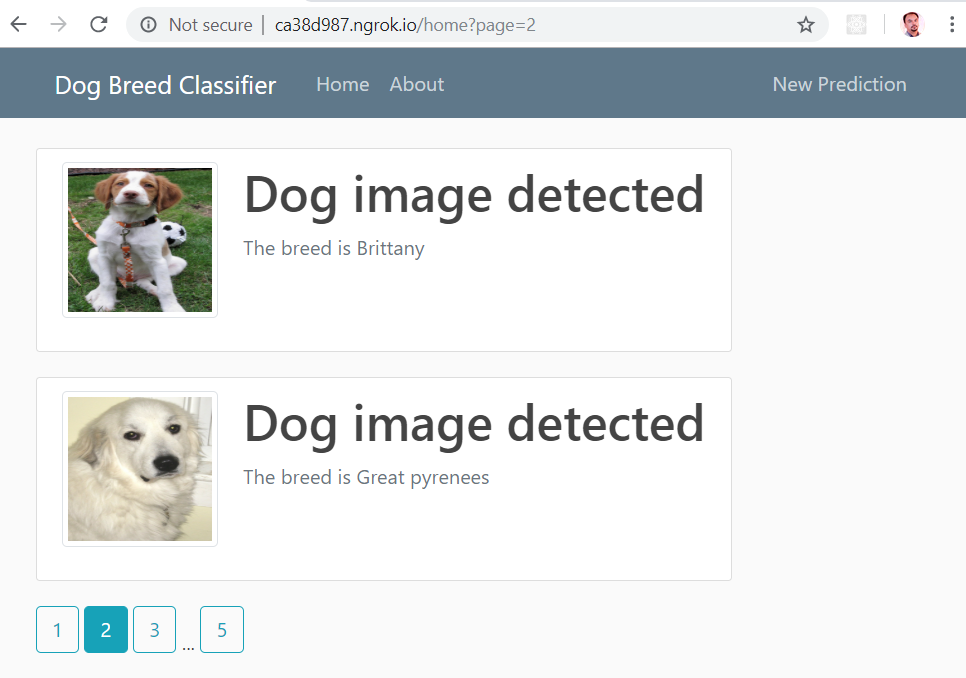 Not secure | ca38d987.ngrok.io/home?page=2
Dog Breed Classifier Home About New Prediction
Dog image detected
The breed is Brittany
Dog image detected
The breed is Great pyrenees
1 2 3 ... 5